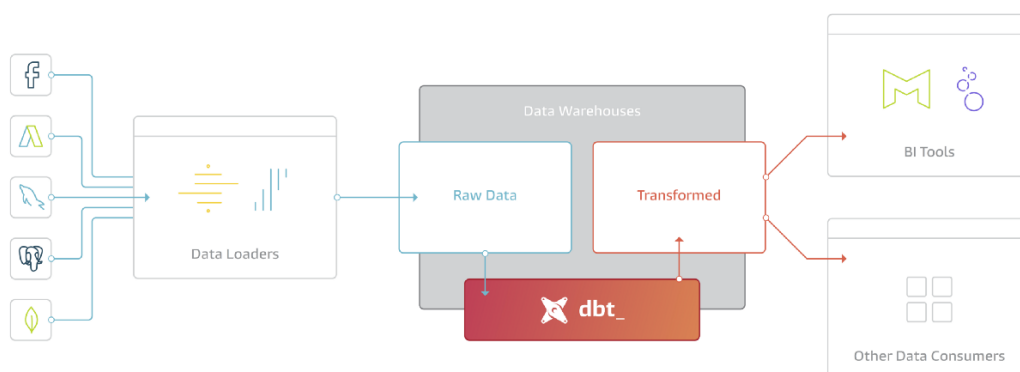 Data Warehouses
BI Tools
Raw Data
Transformed
Data Loaders
dbt_
Other Data Consumers